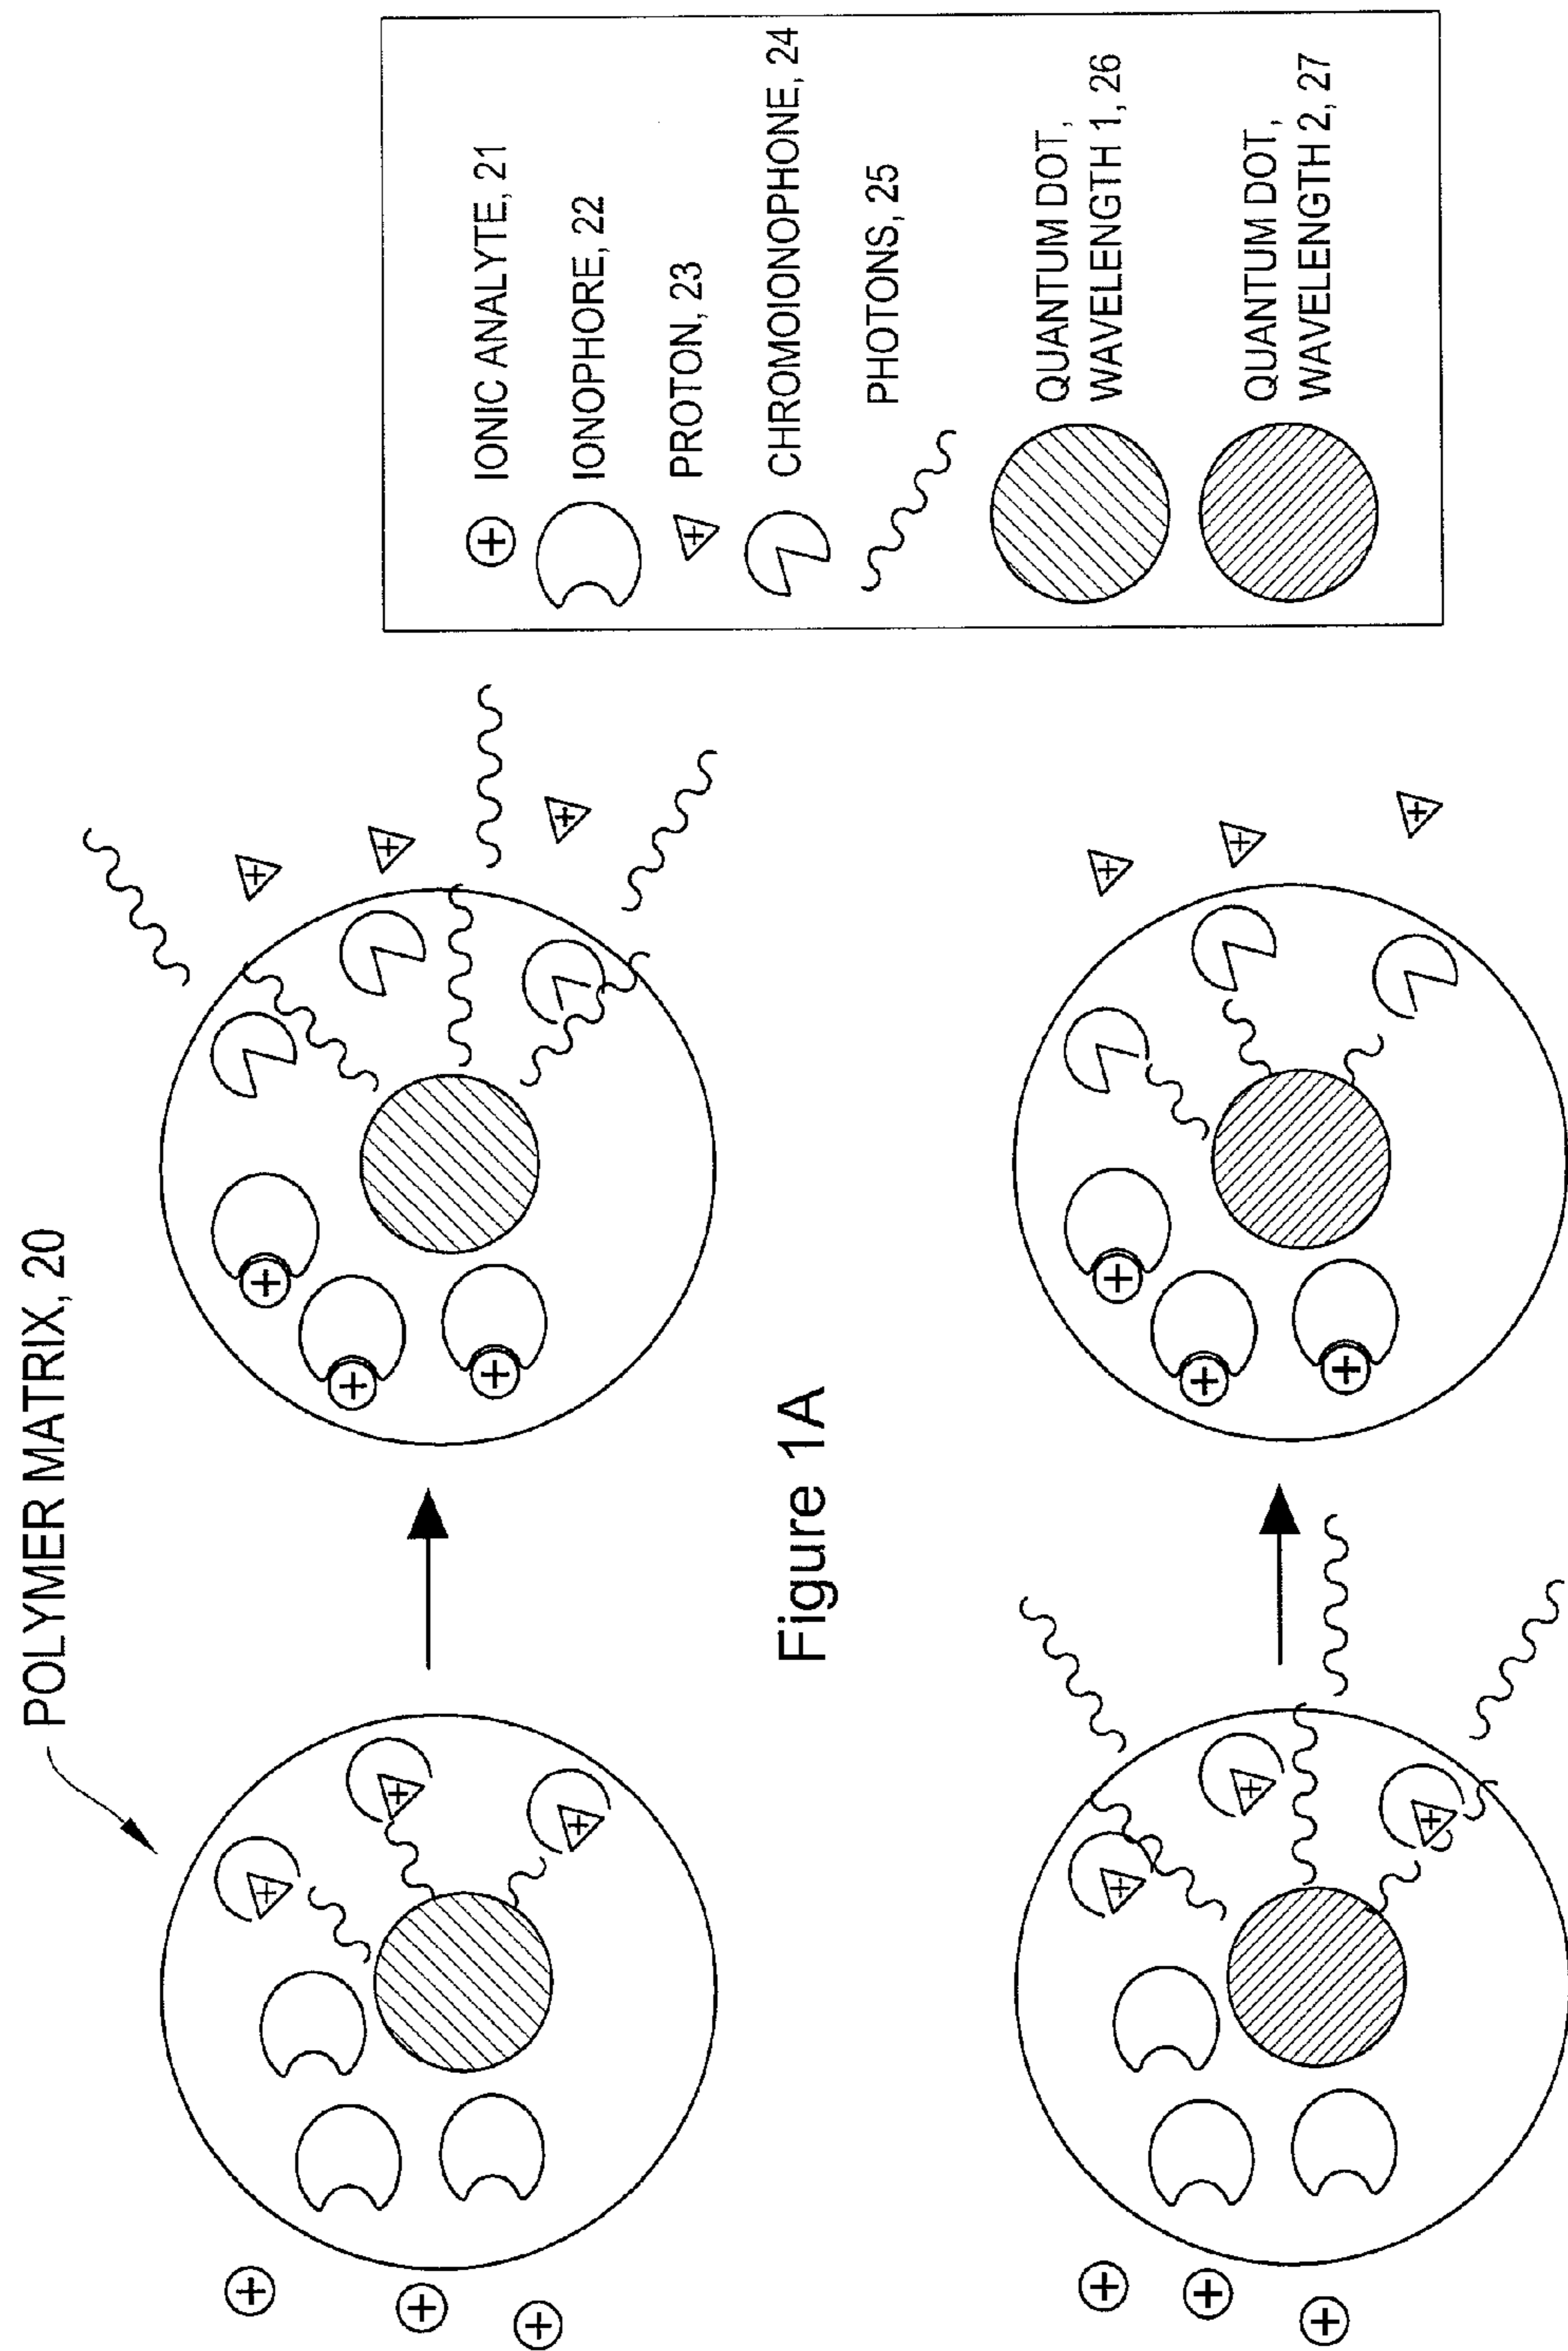 POLYMER MATRIX, 20
Figure 1A
IONIC ANALYTE, 21
IONOPHORE, 22
PROTON, 23
CHROMOIONOPHONE, 24
PHOTONS, 25
QUANTUM DOT,
WAVELENGTH 1, 26
QUANTUM DOT,
WAVELENGTH 2, 27